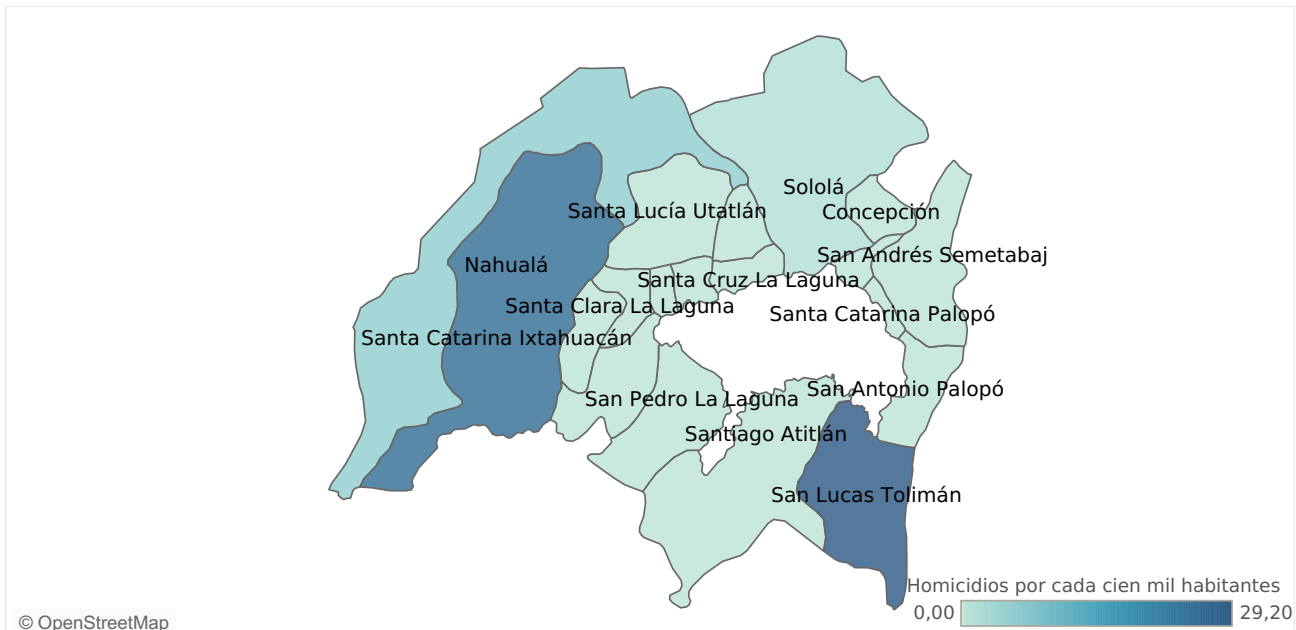 Sololá
Santa Lucía Utatlán
Concepción
San Andrés Semetabaj
Nahualá
Santa Cruz La Laguna
Santa Clara La Laguna
Santa Catarina Palopó
Santa Catarina Ixtahuacán
San Antonio Palopó
San Pedro La Laguna
Santiago Atitlán
San Lucas Tolimán
Homicidios por cada cien mil habitantes
0,00 29,20
© OpenStreetMap